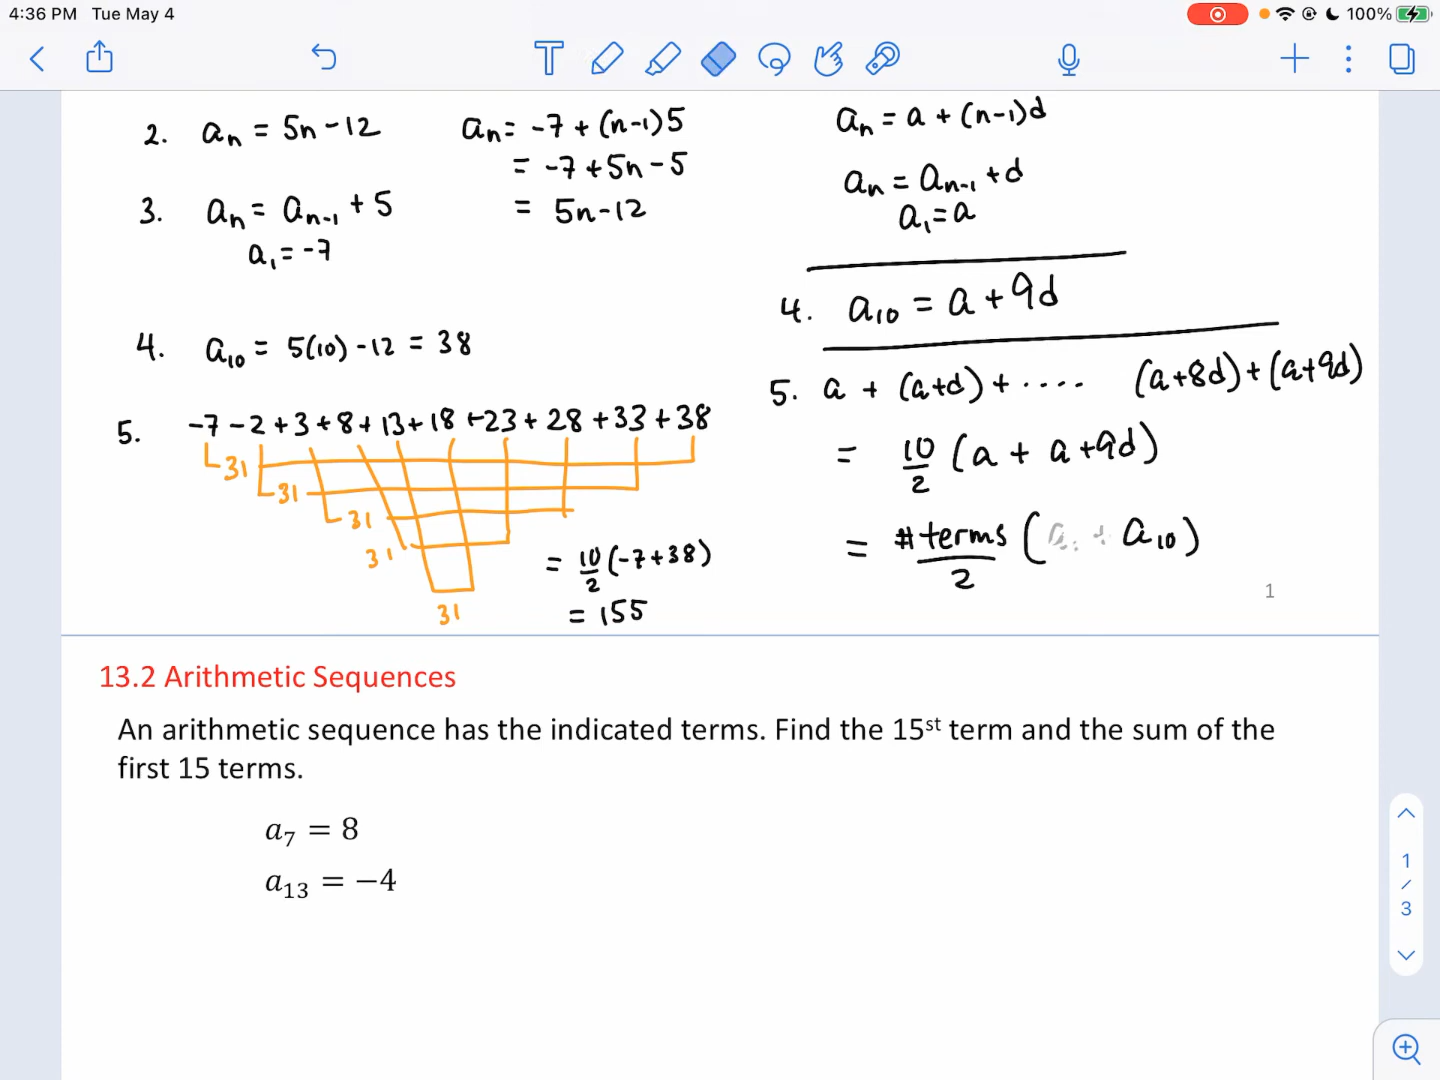 4:36 PM Tue May 4
100%
2. aₙ = 5n - 12
aₙ = -7 + (n-1)5
= -7 + 5n - 5
= 5n - 12
3. aₙ = aₙ₋₁ + 5
a₁ = -7
4. a₁₀ = 5(10) - 12 = 38
5. -7 - 2 + 3 + 8 + 13 + 18 + 23 + 28 + 33 + 38
31
31
31
31
31
= 10/2 (-7 + 38)
= 155
aₙ = a + (n-1)d
aₙ = aₙ₋₁ + d
a₁ = a
4. a₁₀ = a + 9d
5. a + (a+d) + .... (a+8d) + (a+9d)
= 10/2 (a + a + 9d)
= # terms/2 ( + a₁₀)
1
13.2 Arithmetic Sequences
An arithmetic sequence has the indicated terms. Find the 15ˢᵗ term and the sum of the
first 15 terms.
a₇ = 8
a₁₃ = −4
1
/
3